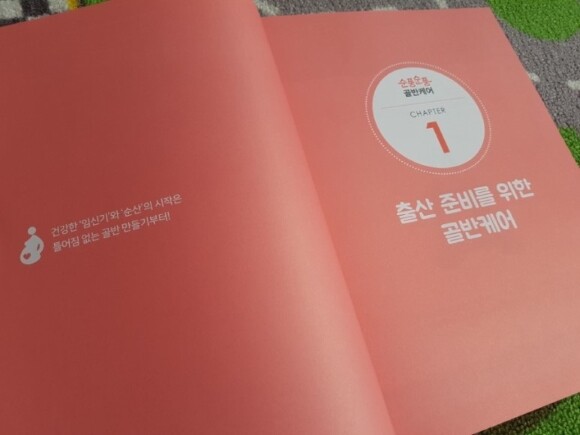 건강한 '임신기'와 '순산'의 시작은
틀어짐 없는 골반 만들기부터!
순풍순풍
골반케어
CHAPTER
1
출산 준비를 위한
골반케어